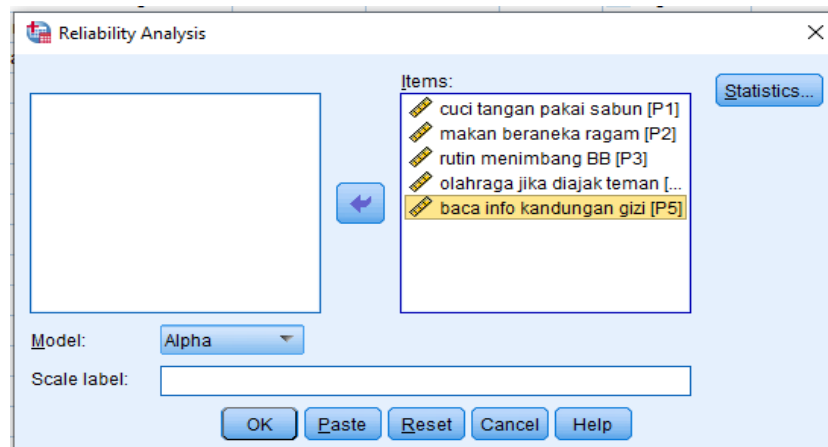 Reliability Analysis
Items:
cuci tangan pakai sabun [P1]
makan beraneka ragam [P2]
rutin menimbang BB [P3]
olahraga jika diajak teman [...
baca info kandungan gizi [P5]
Statistics...
Model:
Alpha
Scale label:
OK Paste Reset Cancel Help